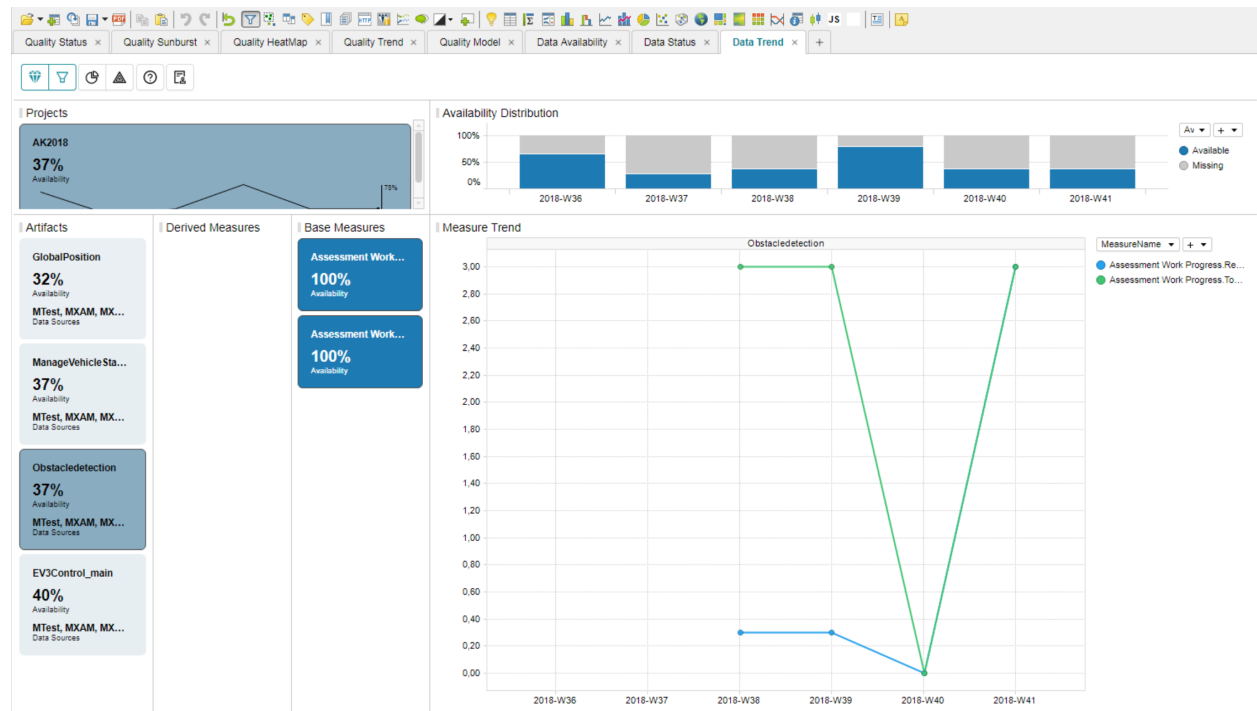 JS
Quality Status ×
Quality Sunburst ×
Quality HeatMap ×
Quality Trend ×
Quality Model ×
Data Availability ×
Data Status ×
Data Trend ×
+
Projects
AK2018
37%
Availability
78%
Availability Distribution
100%
50%
0%
2018-W36
2018-W37
2018-W38
2018-W39
2018-W40
2018-W41
Av
+
Available
Missing
Artifacts
GlobalPosition
32%
Availability
MTest, MXAM, MX...
Data Sources
ManageVehicleSta...
37%
Availability
MTest, MXAM, MX...
Data Sources
Obstacledetection
37%
Availability
MTest, MXAM, MX...
Data Sources
EV3Control_main
40%
Availability
MTest, MXAM, MX...
Data Sources
Derived Measures
Base Measures
Assessment Work...
100%
Availability
Assessment Work...
100%
Availability
Measure Trend
Obstacledetection
3,00
2,80
2,60
2,40
2,20
2,00
1,80
1,60
1,40
1,20
1,00
0,80
0,60
0,40
0,20
0,00
2018-W36
2018-W37
2018-W38
2018-W39
2018-W40
2018-W41
MeasureName
+
Assessment Work Progress.Re...
Assessment Work Progress.To...